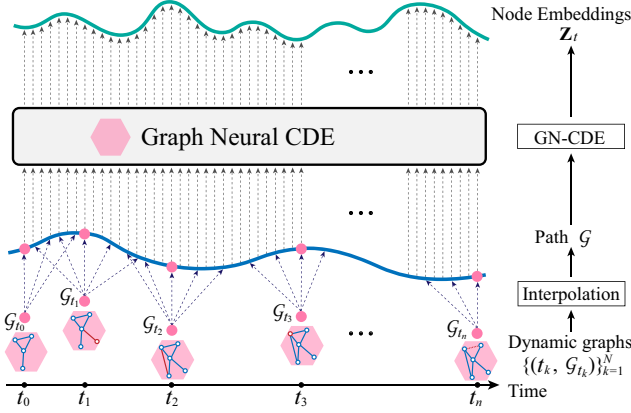 Node Embeddings
Z_t
...
Graph Neural CDE
GN-CDE
...
Path 𝒢
𝒢_{t_0}
𝒢_{t_1}
𝒢_{t_2}
𝒢_{t_3}
...
𝒢_{t_n}
Interpolation
Dynamic graphs
{(t_k, 𝒢_{t_k})}_{k=1}^N
t_0 t_1 t_2 t_3 t_n Time